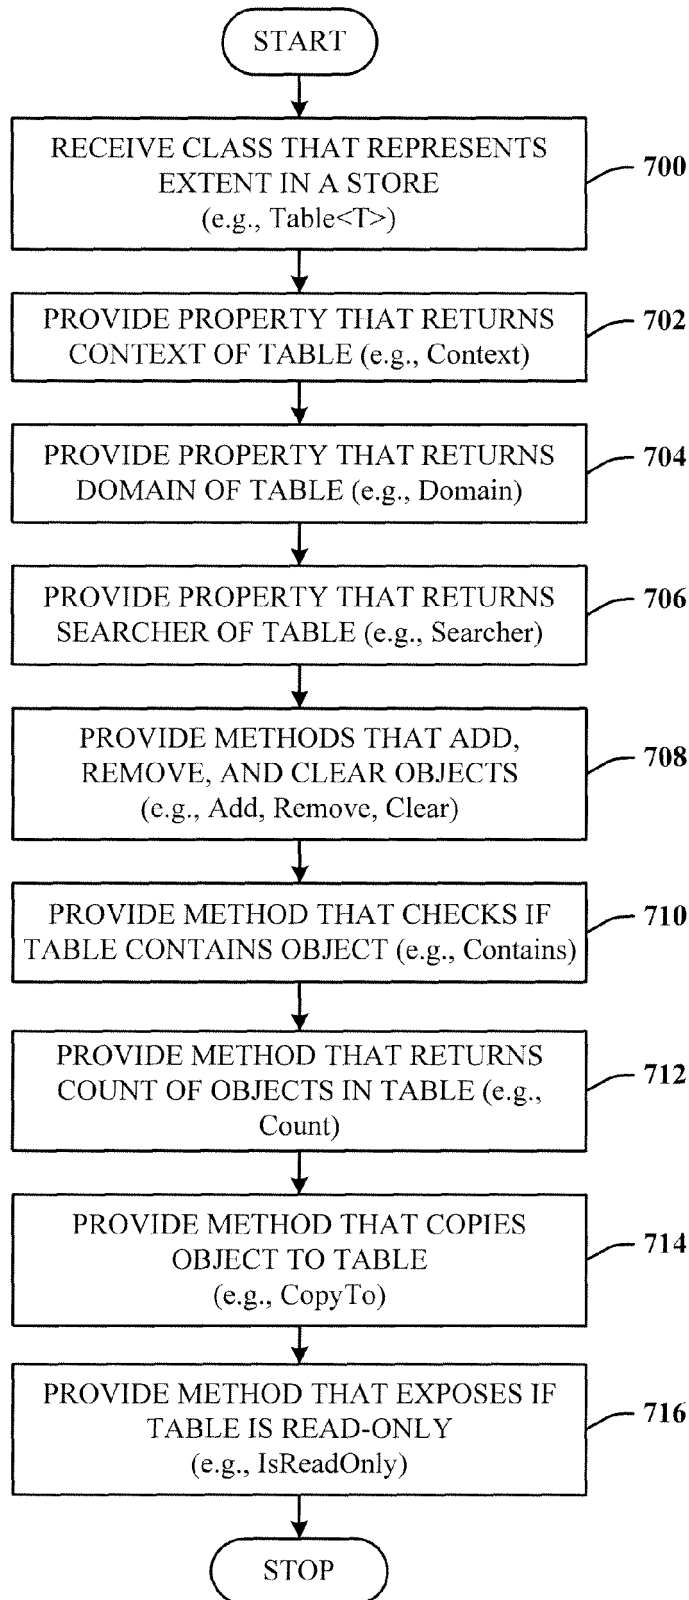 START
RECEIVE CLASS THAT REPRESENTS
EXTENT IN A STORE
(e.g., Table<T>)
700
PROVIDE PROPERTY THAT RETURNS
CONTEXT OF TABLE (e.g., Context)
702
PROVIDE PROPERTY THAT RETURNS
DOMAIN OF TABLE (e.g., Domain)
704
PROVIDE PROPERTY THAT RETURNS
SEARCHER OF TABLE (e.g., Searcher)
706
PROVIDE METHODS THAT ADD,
REMOVE, AND CLEAR OBJECTS
(e.g., Add, Remove, Clear)
708
PROVIDE METHOD THAT CHECKS IF
TABLE CONTAINS OBJECT (e.g., Contains)
710
PROVIDE METHOD THAT RETURNS
COUNT OF OBJECTS IN TABLE (e.g.,
Count)
712
PROVIDE METHOD THAT COPIES
OBJECT TO TABLE
(e.g., CopyTo)
714
PROVIDE METHOD THAT EXPOSES IF
TABLE IS READ-ONLY
(e.g., IsReadOnly)
716
STOP